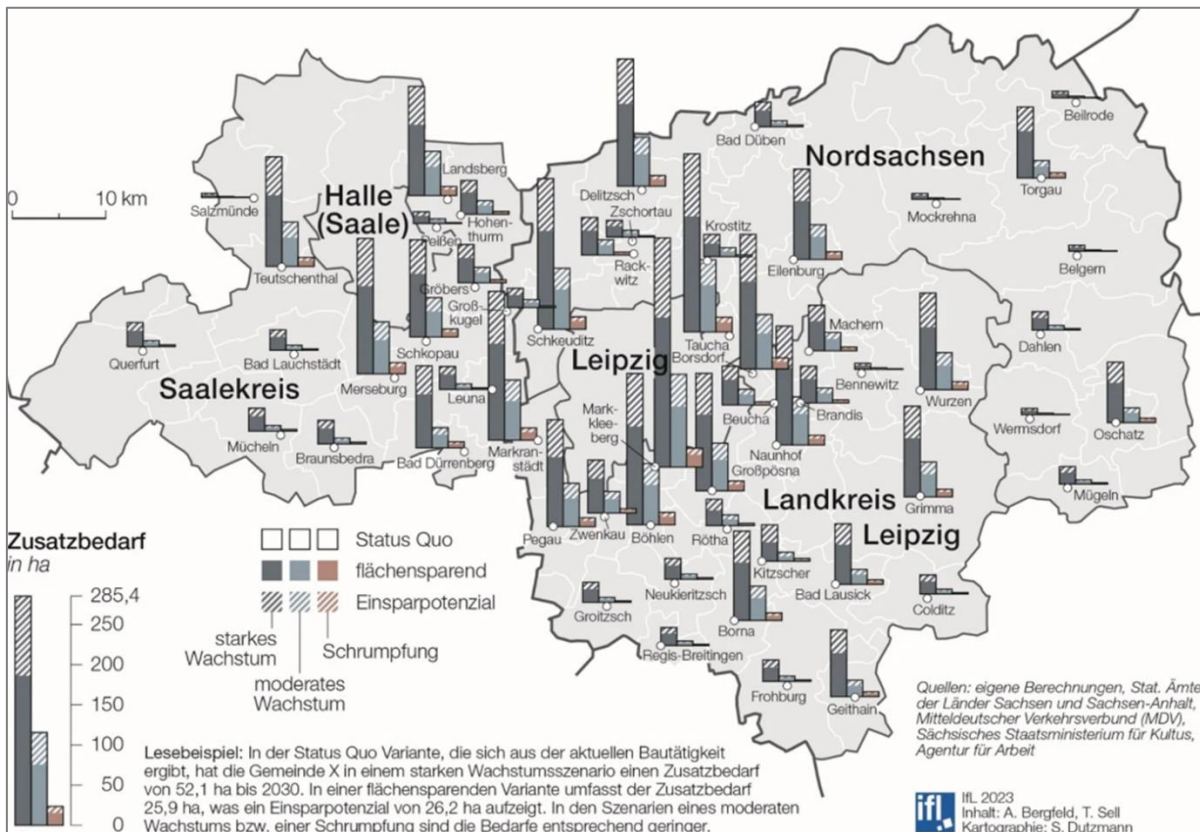 Beilrode
Bad Düben
Nordsachsen
Landsberg
Torgau
0
10 km
Halle
(Saale)
Delitzsch
Salzmünde
Zschortau
Mockrehna
Hohen-
thurm
Krostitz
Peißen
Rack-
witz
Eilenburg
Belgern
Teutschenthal
Gröbers
Groß-
kugel
Machern
Schkeuditz
Taucha
Dahlen
Schkopau
Borsdorf
Querfurt
Bad Lauchstädt
Leipzig
Merseburg
Bennewitz
Saalekreis
Leuna
Wurzen
Mark-
klee-
berg
Beucha
Brandis
Wermsdorf
Oschatz
Mücheln
Braunsbedra
Bad Dürrenberg
Markran-
städt
Naunhof
Großpösna
Mügeln
Landkreis
Leipzig
Grimma
Pegau
Zwenkau
Böhlen
Rötha
Kitzscher
Bad Lausick
Neukieritzsch
Colditz
Groitzsch
Borna
Regis-Breitingen
Frohburg
Geithain
Zusatzbedarf
in ha
285,4
250
200
150
100
50
0
Status Quo
flächensparend
Einsparpotenzial
starkes
Wachstum
Schrumpfung
moderates
Wachstum
Lesebeispiel: In der Status Quo Variante, die sich aus der aktuellen Bautätigkeit
ergibt, hat die Gemeinde X in einem starken Wachstumsszenario einen Zusatzbedarf
von 52,1 ha bis 2030. In einer flächensparenden Variante umfasst der Zusatzbedarf
25,9 ha, was ein Einsparpotenzial von 26,2 ha aufzeigt. In den Szenarien eines moderaten
Wachstums bzw. einer Schrumpfung sind die Bedarfe entsprechend geringer.
Quellen: eigene Berechnungen, Stat. Ämte
der Länder Sachsen und Sachsen-Anhalt,
Mitteldeutscher Verkehrsverbund (MDV),
Sächsisches Staatsministerium für Kultus,
Agentur für Arbeit
ifl
IfL 2023
Inhalt: A. Bergfeld, T. Sell
Kartographie: S. Dutzmann